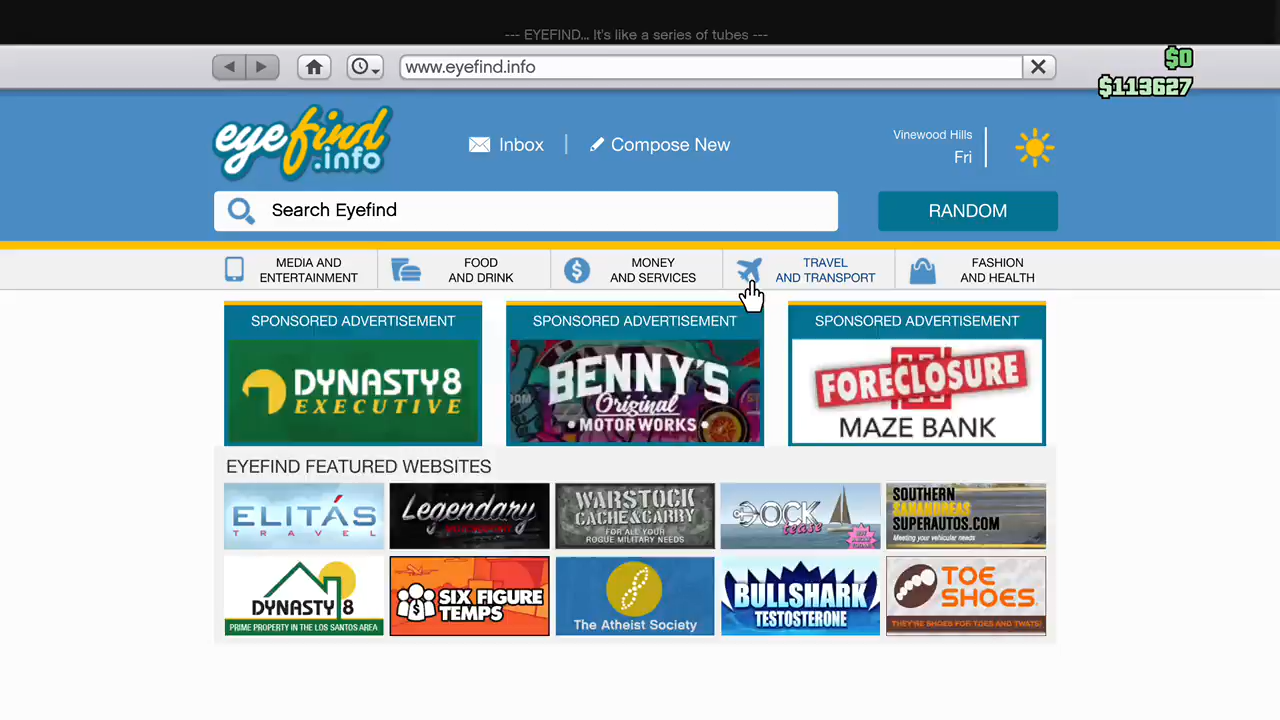 --- EYEFIND... It's like a series of tubes ---
www.eyefind.info
$0
$113627
eyefind
.info
Inbox
Compose New
Vinewood Hills
Fri
Search Eyefind
RANDOM
MEDIA AND
ENTERTAINMENT
FOOD
AND DRINK
MONEY
AND SERVICES
TRAVEL
AND TRANSPORT
FASHION
AND HEALTH
SPONSORED ADVERTISEMENT
DYNASTY 8
EXECUTIVE
SPONSORED ADVERTISEMENT
BENNY'S
Original
MOTOR WORKS
SPONSORED ADVERTISEMENT
FORECLOSURE
MAZE BANK
EYEFIND FEATURED WEBSITES
ELITÁS
TRAVEL
Legendary
WARSTOCK
CACHE & CARRY
FOR ALL YOUR
ROGUE MILITARY NEEDS
DOCK
tease
SOUTHERN
SANANDREAS
SUPERAUTOS.COM
Meeting your vehicular needs
DYNASTY 8
PRIME PROPERTY IN THE LOS SANTOS AREA
SIX FIGURE
TEMPS
The Atheist Society
BULLSHARK
TESTOSTERONE
TOE
SHOES.
THEY'RE SHOES FOR TOES AND TWATS!